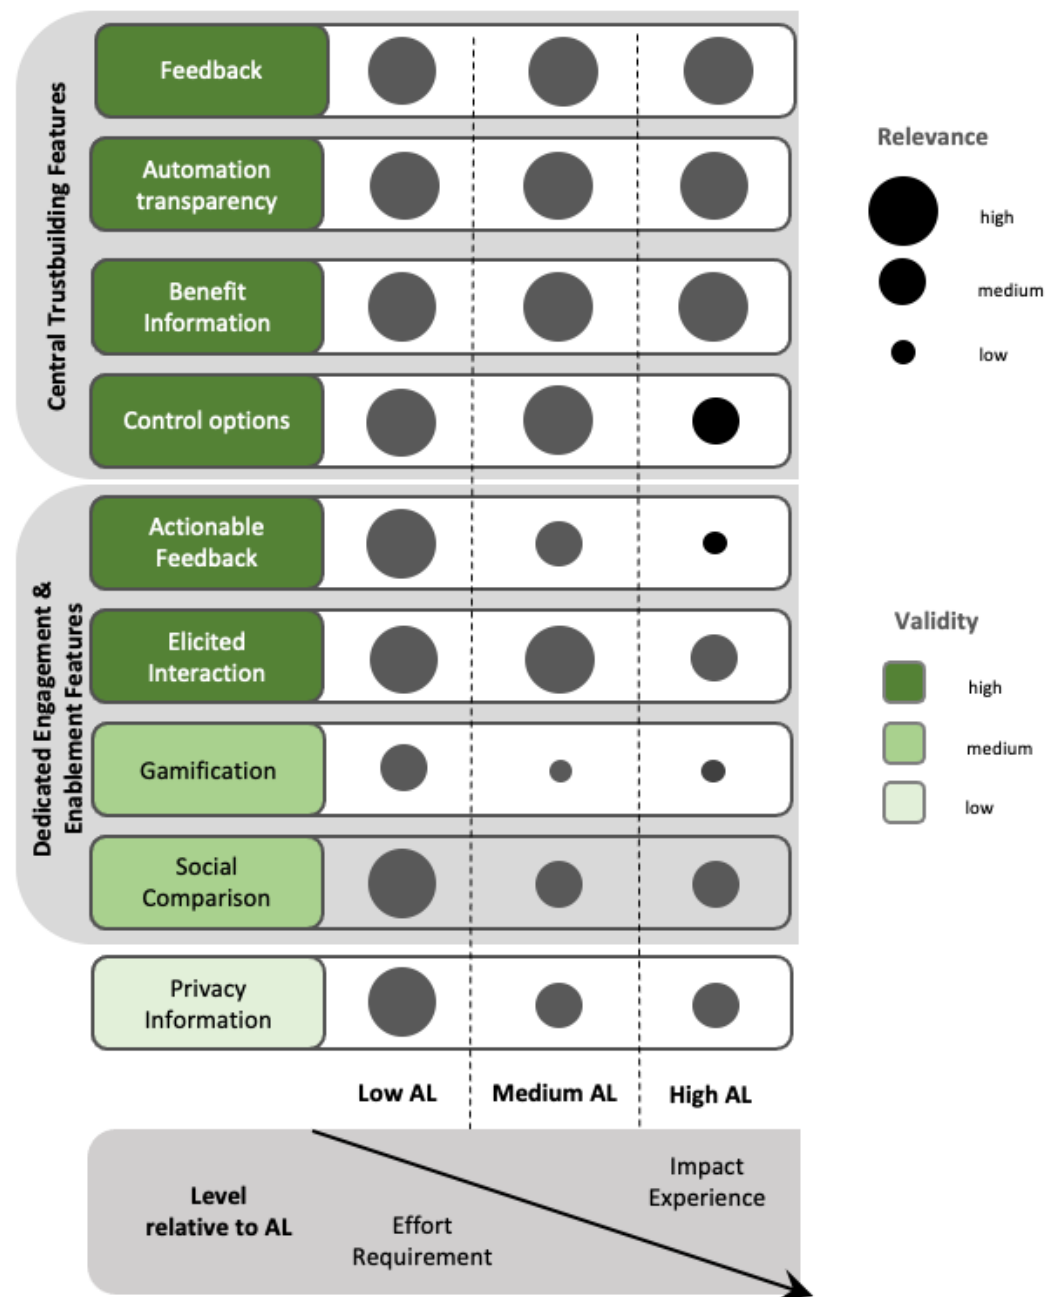 Central Trustbuilding Features
Feedback
Automation
transparency
Benefit
Information
Control options
Dedicated Engagement &
Enablement Features
Actionable
Feedback
Elicited
Interaction
Gamification
Social
Comparison
Privacy
Information
Low AL
Medium AL
High AL
Level
relative to AL
Effort
Requirement
Impact
Experience
Relevance
high
medium
low
Validity
high
medium
low